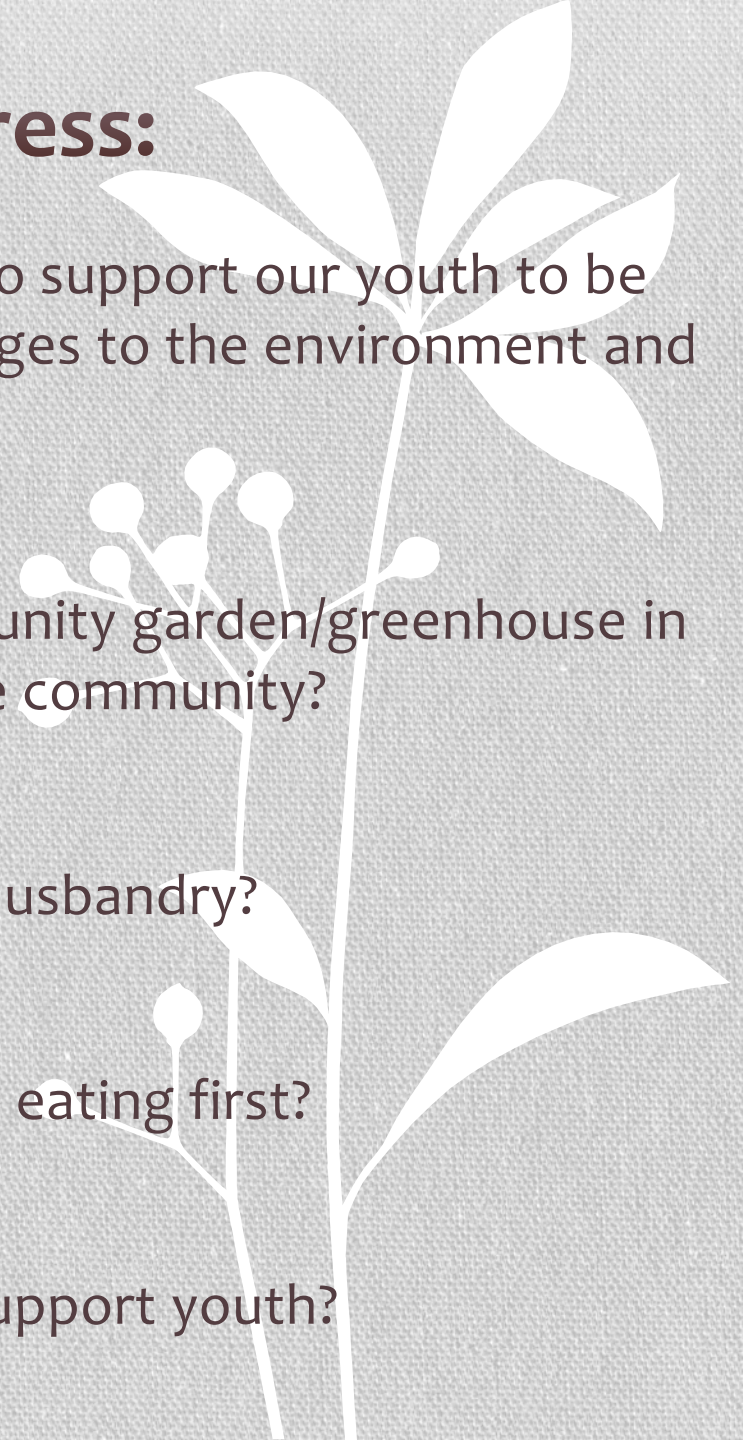 ress:
o support our youth to be
ges to the environment and
unity garden/greenhouse in
e community?
usbandry?
eating first?
upport youth?